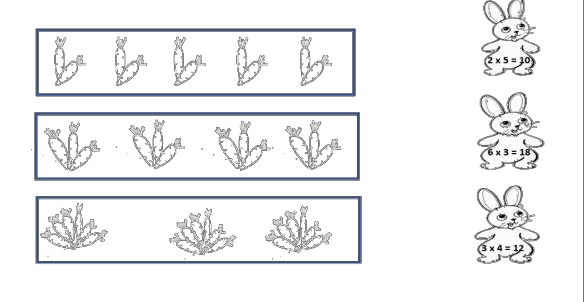 2 x 5 = 10
6 x 3 = 18
3 x 4 = 12